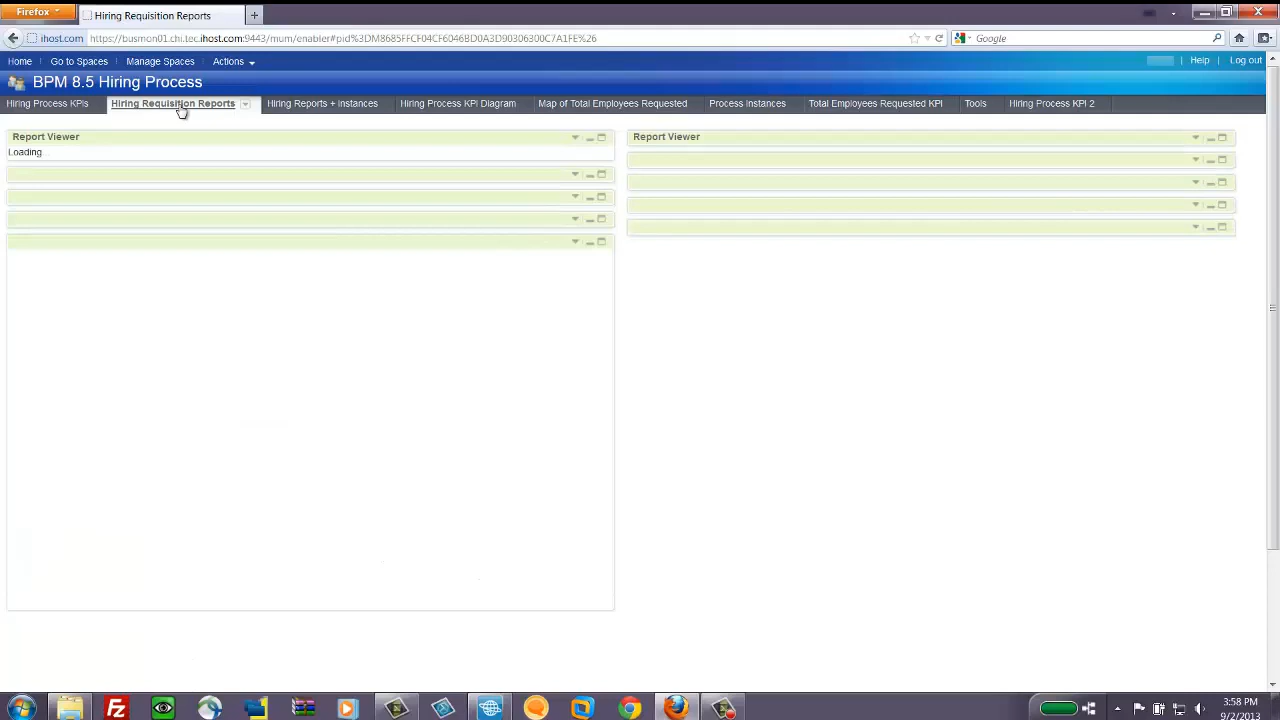 Firefox
Hiring Requisition Reports
ihost.com
https://busmon01.chi.tec.ihost.com:9443/mum/enabler#pid%3DM8685FFCF04CF6046BD0A3D90306300C7A1FE%26
Google
Home
Go to Spaces
Manage Spaces
Actions
Help
Log out
BPM 8.5 Hiring Process
Hiring Process KPIs
Hiring Requisition Reports
Hiring Reports + Instances
Hiring Process KPI Diagram
Map of Total Employees Requested
Process Instances
Total Employees Requested KPI
Tools
Hiring Process KPI 2
Report Viewer
Report Viewer
Loading
Fz
3:58 PM
9/2/2013